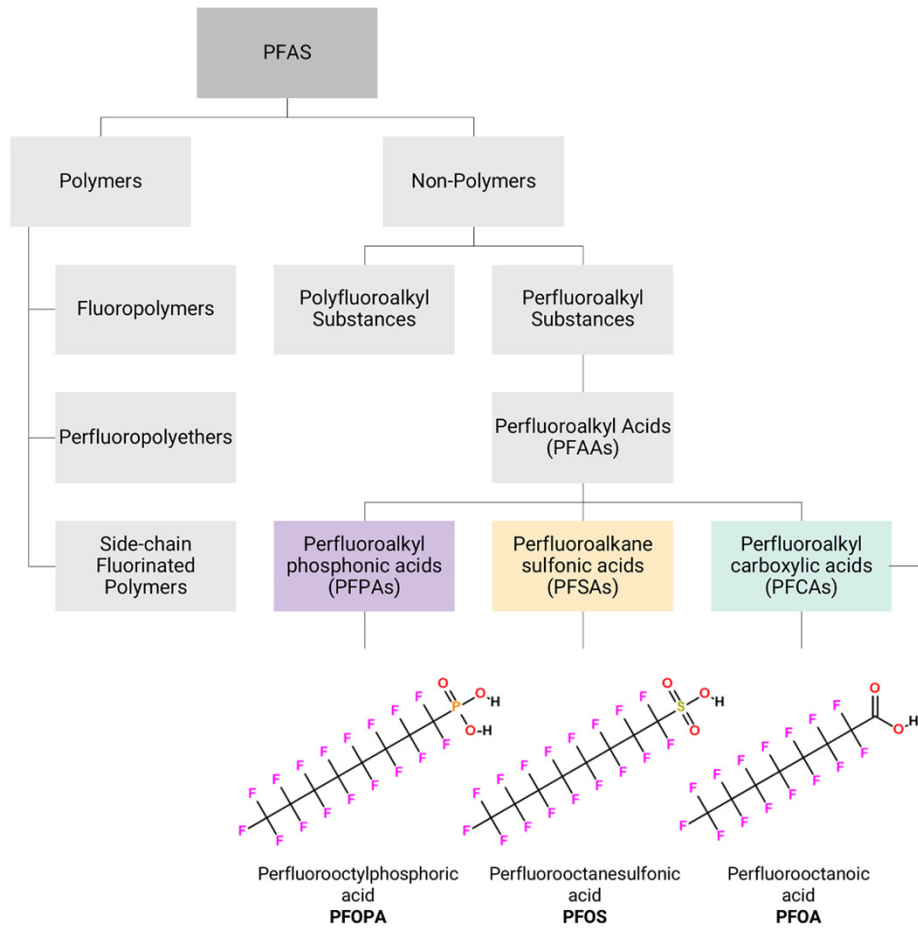 PFAS
Polymers
Non-Polymers
Fluoropolymers
Polyfluoroalkyl
Substances
Perfluoroalkyl
Substances
Perfluoropolyethers
Perfluoroalkyl Acids
(PFAAs)
Side-chain
Fluorinated
Polymers
Perfluoroalkyl
phosphonic acids
(PFPAs)
Perfluoroalkane
sulfonic acids
(PFSAs)
Perfluoroalkyl
carboxylic acids
(PFCAs)
O
O
H
P
O-H
F F F F F F F F
F F F F F F F F
F
O
O
H
S
O
F F F F F F F F
F F F F F F F F
F
O
O
H
F F F F F F F
F F F F F F F
F
Perfluorooctylphosphoric
acid
PFOPA
Perfluorooctanesulfonic
acid
PFOS
Perfluorooctanoic
acid
PFOA